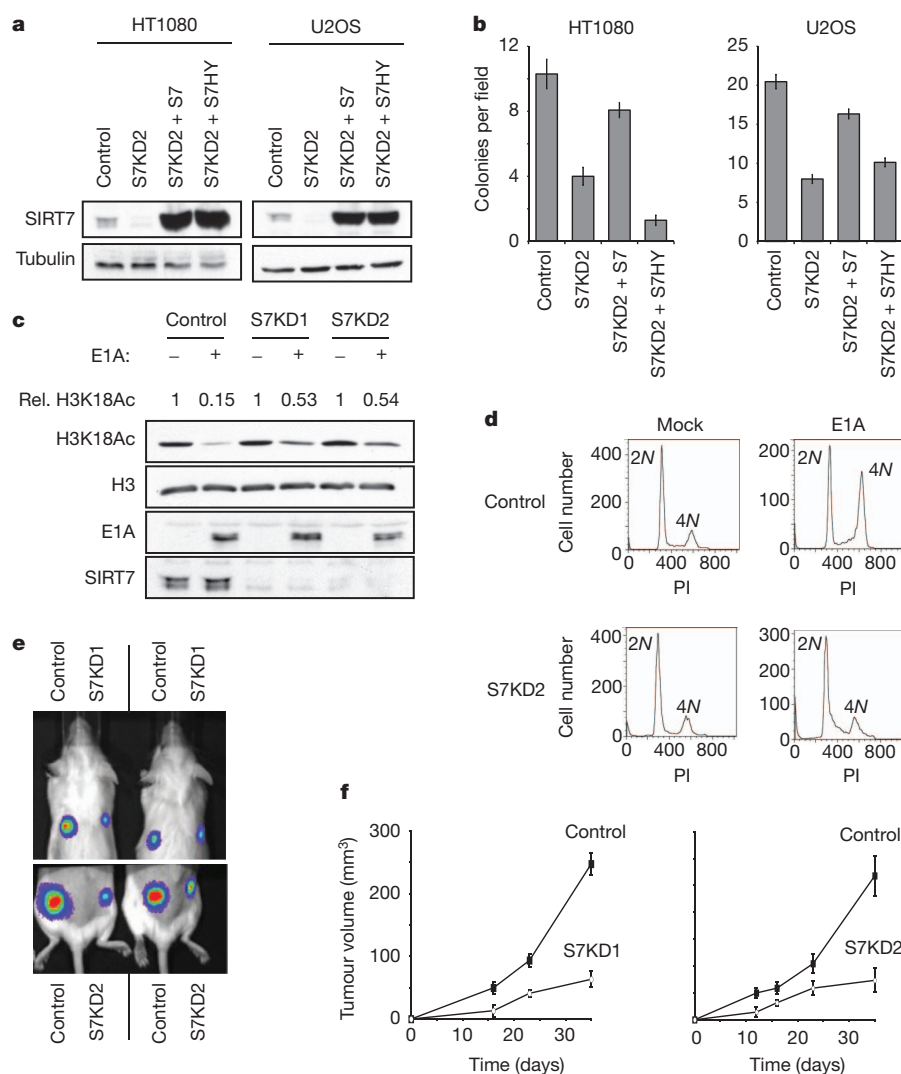 a
HT1080
U2OS
Control
S7KD2
S7KD2 + S7
S7KD2 + S7HY
Control
S7KD2
S7KD2 + S7
S7KD2 + S7HY
SIRT7
Tubulin
b
HT1080
U2OS
Colonies per field
12
8
4
0
Control
S7KD2
S7KD2 + S7
S7KD2 + S7HY
25
20
15
10
5
0
Control
S7KD2
S7KD2 + S7
S7KD2 + S7HY
c
Control S7KD1 S7KD2
E1A: – + – + – +
Rel. H3K18Ac 1 0.15 1 0.53 1 0.54
H3K18Ac
H3
E1A
SIRT7
d
Mock
E1A
Control
Cell number
400
200
0
2N
4N
0 400 800
PI
300
200
100
0
2N
4N
0 400 800
PI
S7KD2
Cell number
400
200
0
2N
4N
0 400 800
PI
300
200
100
0
2N
4N
0 400 800
PI
e
Control
S7KD1
Control
S7KD1
Control
S7KD2
Control
S7KD2
f
Tumour volume (mm3)
300
200
100
0
Control
S7KD1
0 10 20 30
Time (days)
Control
S7KD2
0 10 20 30
Time (days)